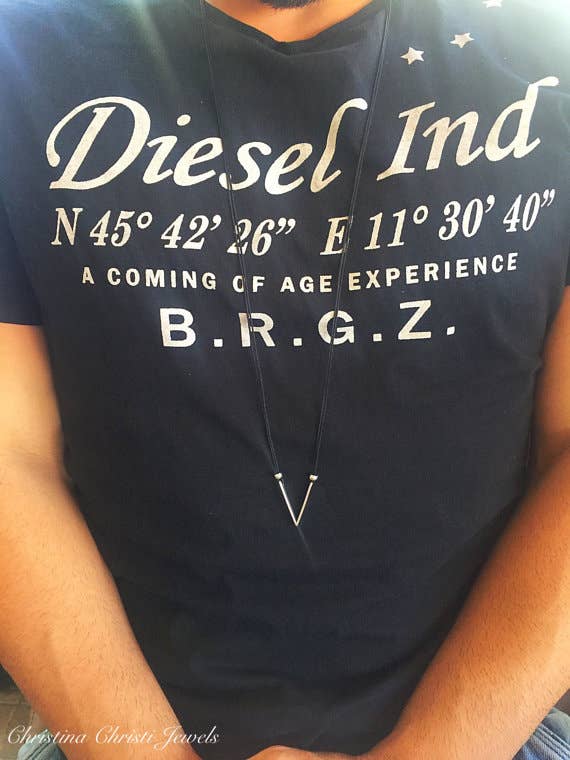 Diesel Ind
N 45° 42’ 26” E 11° 30’ 40”
A COMING OF AGE EXPERIENCE
B.R.G.Z.
Christina Christi Jewels